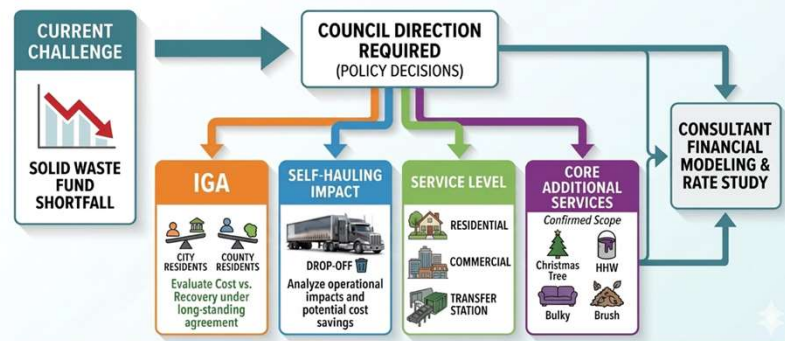 CURRENT
CHALLENGE
SOLID WASTE
FUND
SHORTFALL
COUNCIL DIRECTION
REQUIRED
(POLICY DECISIONS)
IGA
CITY
RESIDENTS
COUNTY
RESIDENTS
Evaluate Cost vs.
Recovery under
long-standing
agreement
SELF-HAULING
IMPACT
DROP-OFF
Analyze operational
impacts and
potential cost
savings
SERVICE LEVEL
RESIDENTIAL
COMMERCIAL
TRANSFER
STATION
CORE
ADDITIONAL
SERVICES
Confirmed Scope
Christmas
Tree
HHW
Bulky
Brush
CONSULTANT
FINANCIAL
MODELING &
RATE STUDY